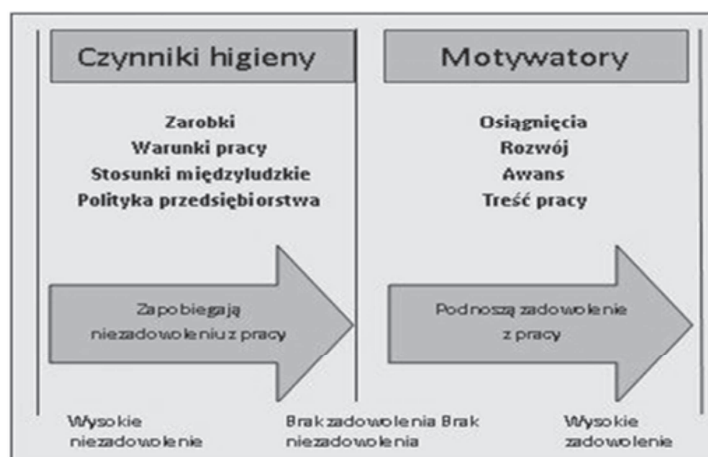 Czynniki higieny
Motywatory
Zarobki
Warunki pracy
Stosunki międzyludzkie
Polityka przedsiębiorstwa
Osiągnięcia
Rozwój
Awans
Treść pracy
Zapobiegają
niezadowoleniu z pracy
Podnoszą zadowolenie
z pracy
Wysokie
niezadowolenie
Brak zadowolenia Brak
niezadowolenia
Wysokie
zadowolenie